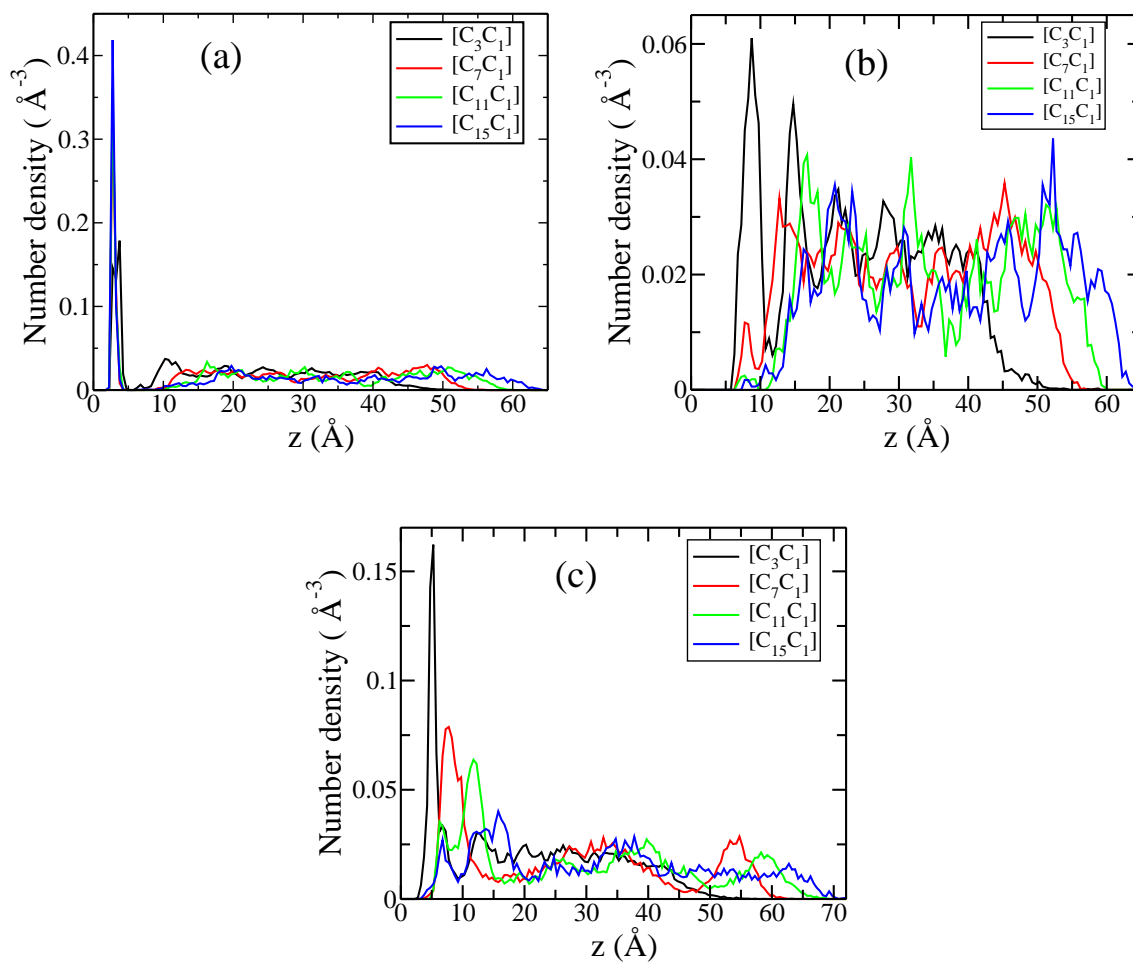 (a)
[C3C1]
[C7C1]
[C11C1]
[C15C1]
Number density ( Å-3)
0.4
0.3
0.2
0.1
0
0 10 20 30 40 50 60
z (Å)
(b)
[C3C1]
[C7C1]
[C11C1]
[C15C1]
Number density ( Å-3)
0.06
0.04
0.02
0
0 10 20 30 40 50 60
z (Å)
(c)
[C3C1]
[C7C1]
[C11C1]
[C15C1]
Number density ( Å-3)
0.15
0.1
0.05
0
0 10 20 30 40 50 60 70
z (Å)